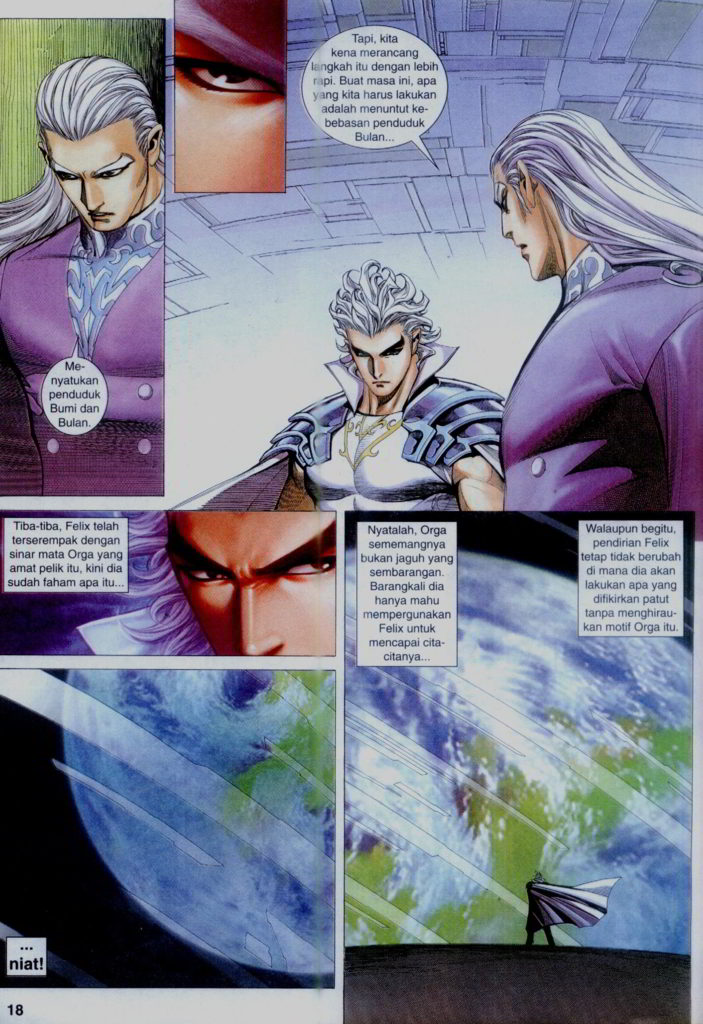 Tapi, kita
kena merancang
langkah itu dengan lebih
rapi. Buat masa ini, apa
yang kita harus lakukan
adalah menuntut ke-
bebasan penduduk
Bulan...
Me-
nyatukan
penduduk
Bumi dan
Bulan.
Tiba-tiba, Felix telah
terserempak dengan
sinar mata Orga yang
amat pelik itu, kini dia
sudah faham apa itu...
Nyatalah, Orga
sememangnya
bukan jaguh yang
sembarangan.
Barangkali dia
hanya mahu
mempergunakan
Felix untuk
mencapai cita-
citanya...
Walaupun begitu,
pendirian Felix
tetap tidak berubah
di mana dia akan
lakukan apa yang
difikirkan patut
tanpa menghirau-
kan motif Orga itu.
...
niat!
18